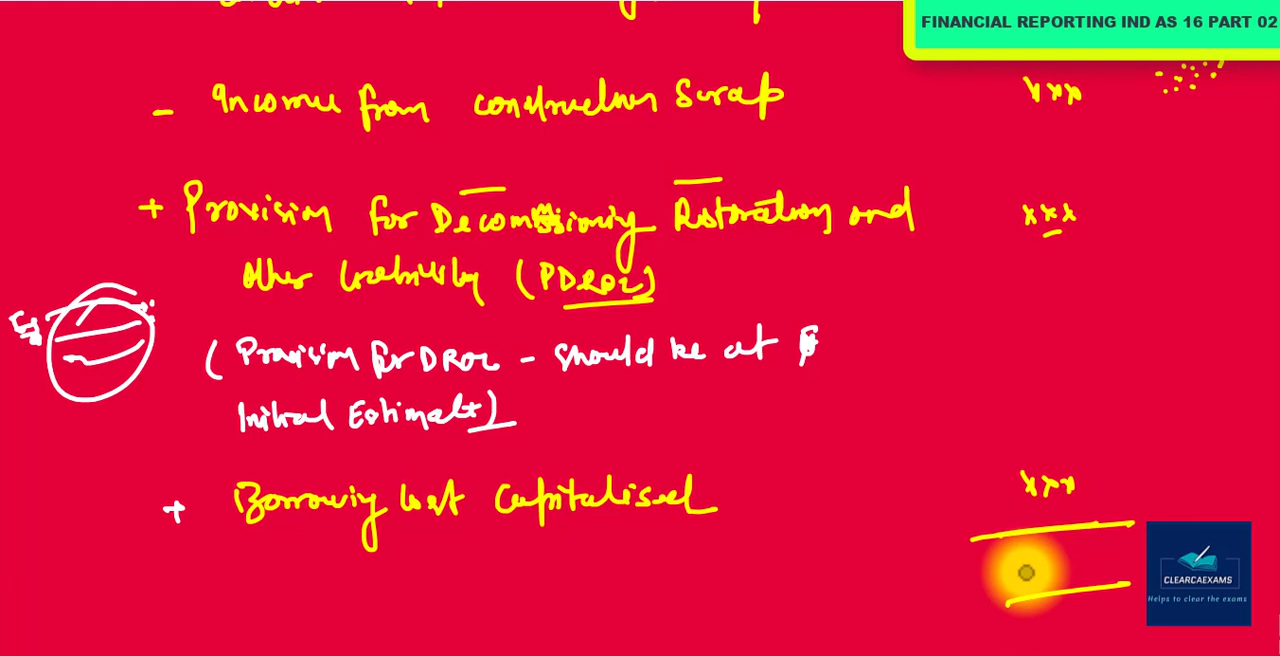 FINANCIAL REPORTING IND AS 16 PART 02
- Income from construction Scrap xxx
+ Provision for Decommissioning Restoration and xxx
other liability (PDROL)
(Provision for DROL - should be at
Initial Estimate)
+ Borrowing cost Capitalised xxx
CLEARCAEXAMS
Helps to clear the exams